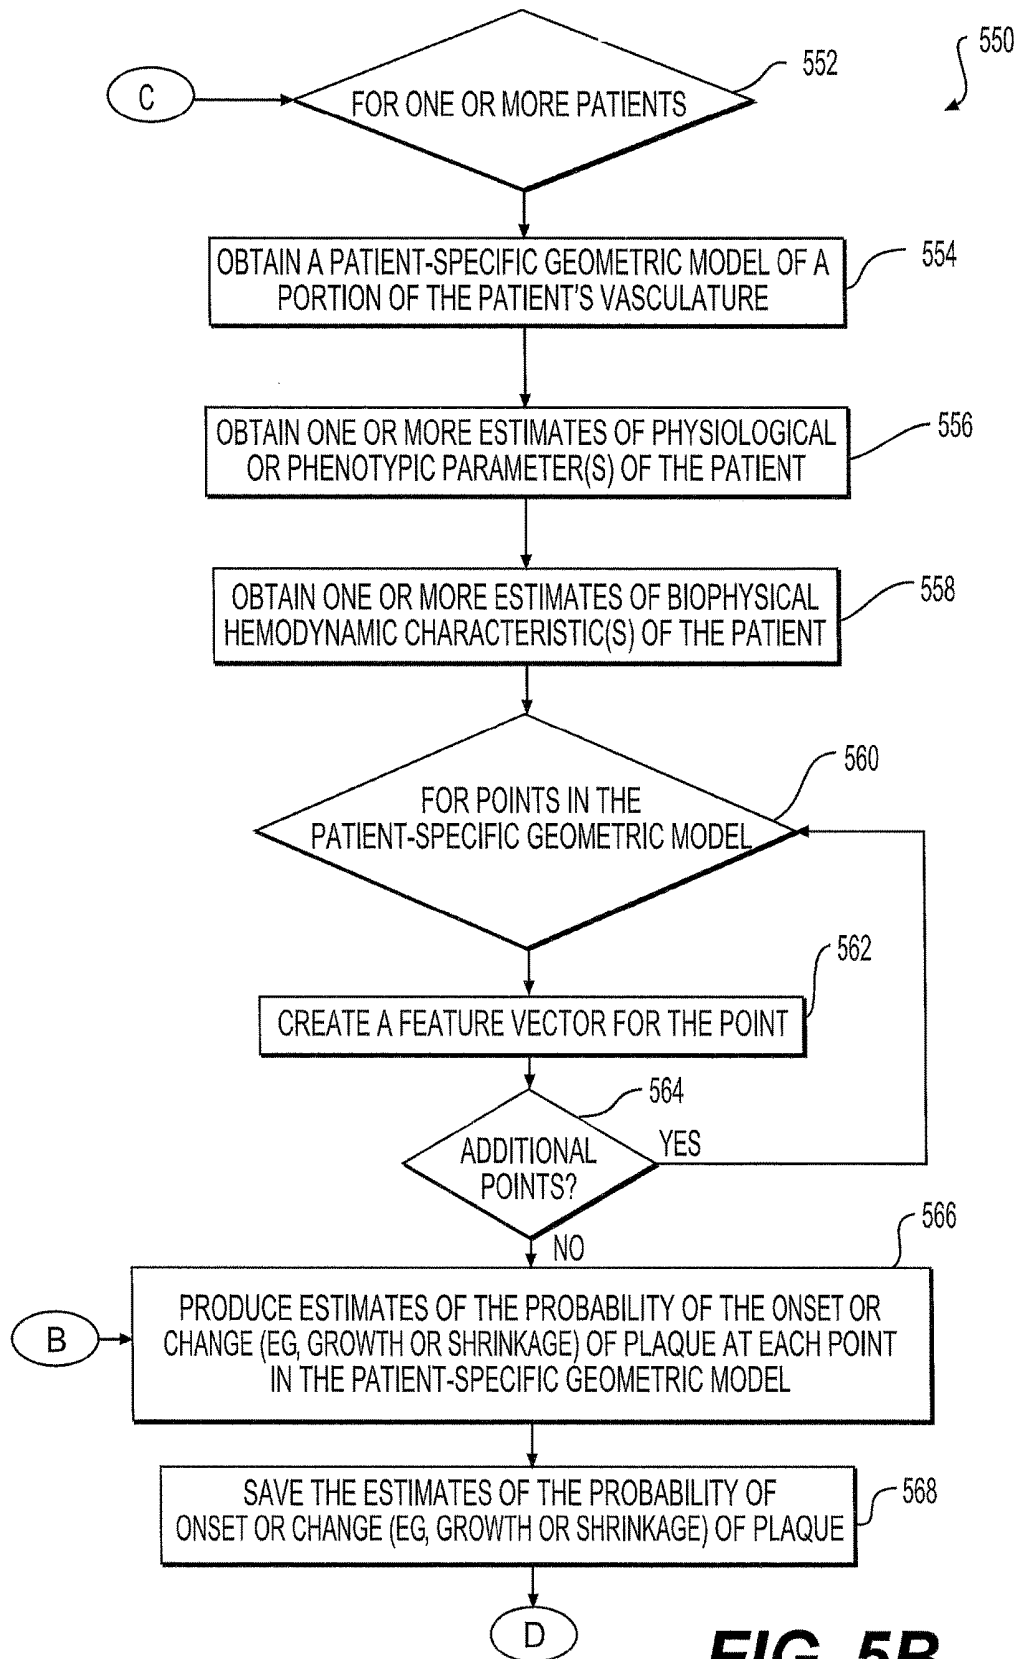 550
552
C
FOR ONE OR MORE PATIENTS
554
OBTAIN A PATIENT-SPECIFIC GEOMETRIC MODEL OF A
PORTION OF THE PATIENT'S VASCULATURE
556
OBTAIN ONE OR MORE ESTIMATES OF PHYSIOLOGICAL
OR PHENOTYPIC PARAMETER(S) OF THE PATIENT
558
OBTAIN ONE OR MORE ESTIMATES OF BIOPHYSICAL
HEMODYNAMIC CHARACTERISTIC(S) OF THE PATIENT
560
FOR POINTS IN THE
PATIENT-SPECIFIC GEOMETRIC MODEL
562
CREATE A FEATURE VECTOR FOR THE POINT
564
ADDITIONAL
POINTS?
YES
NO
566
B
PRODUCE ESTIMATES OF THE PROBABILITY OF THE ONSET OR
CHANGE (EG, GROWTH OR SHRINKAGE) OF PLAQUE AT EACH POINT
IN THE PATIENT-SPECIFIC GEOMETRIC MODEL
568
SAVE THE ESTIMATES OF THE PROBABILITY OF
ONSET OR CHANGE (EG, GROWTH OR SHRINKAGE) OF PLAQUE
D
FIG. 5B